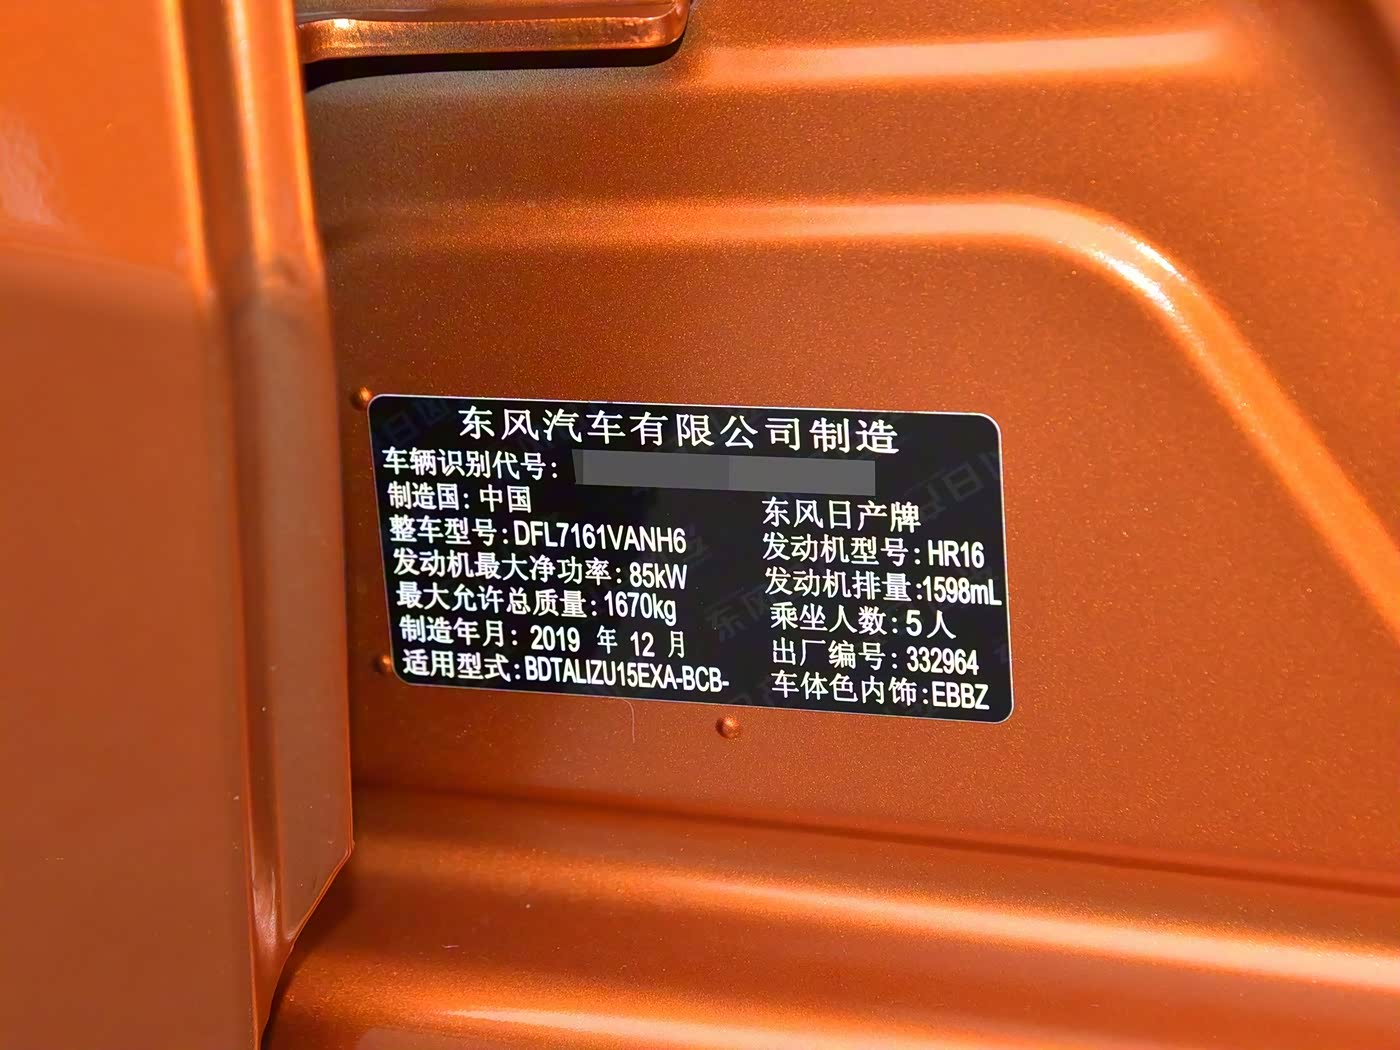 东风汽车有限公司制造
车辆识别代号:
制造国: 中国
东风日产牌
整车型号: DFL7161VANH6
发动机型号: HR16
发动机最大净功率: 85kW
发动机排量: 1598mL
最大允许总质量: 1670kg
乘坐人数: 5人
制造年月: 2019 年 12 月
出厂编号: 332964
适用型式: BDTALIZU15EXA-BCB-
车体色内饰: EBBZ